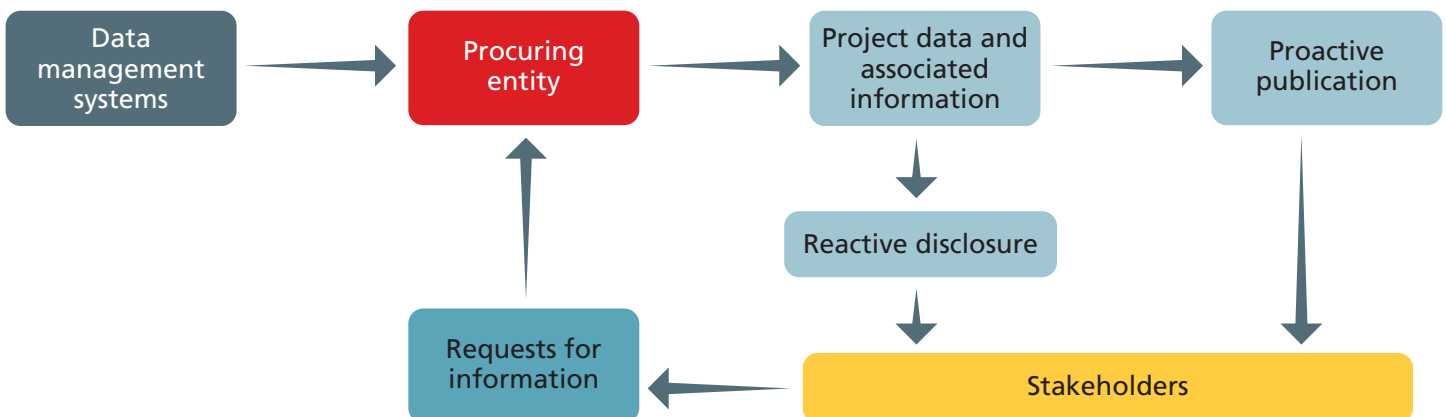 Data
management
systems
Procuring
entity
Project data and
associated
information
Proactive
publication
Reactive disclosure
Requests for
information
Stakeholders